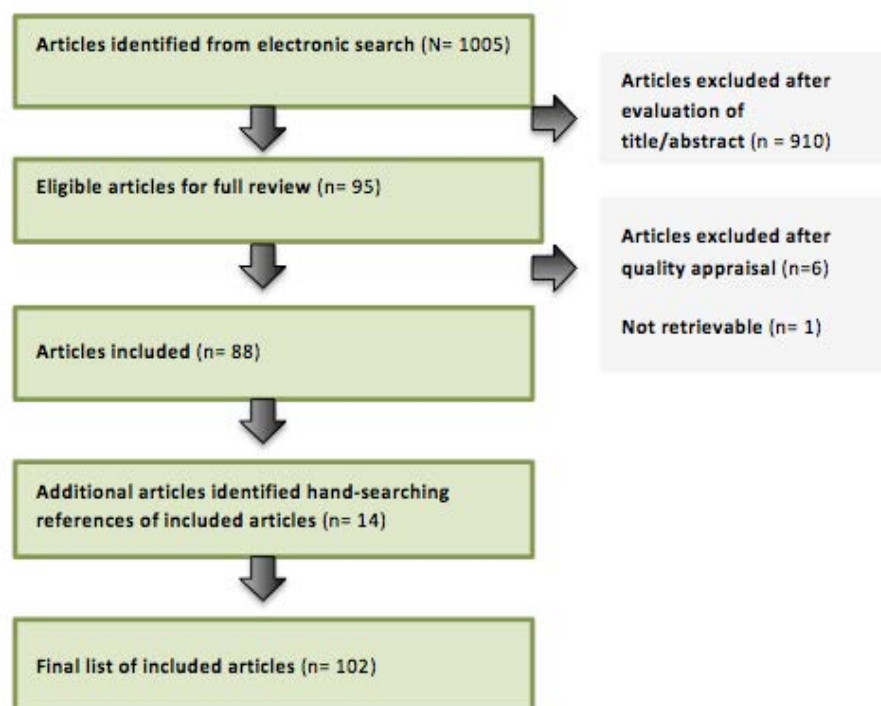 Articles identified from electronic search (N= 1005)
Articles excluded after
evaluation of
title/abstract (n = 910)
Eligible articles for full review (n= 95)
Articles excluded after
quality appraisal (n=6)
Not retrievable (n= 1)
Articles included (n= 88)
Additional articles identified hand-searching
references of included articles (n= 14)
Final list of included articles (n= 102)